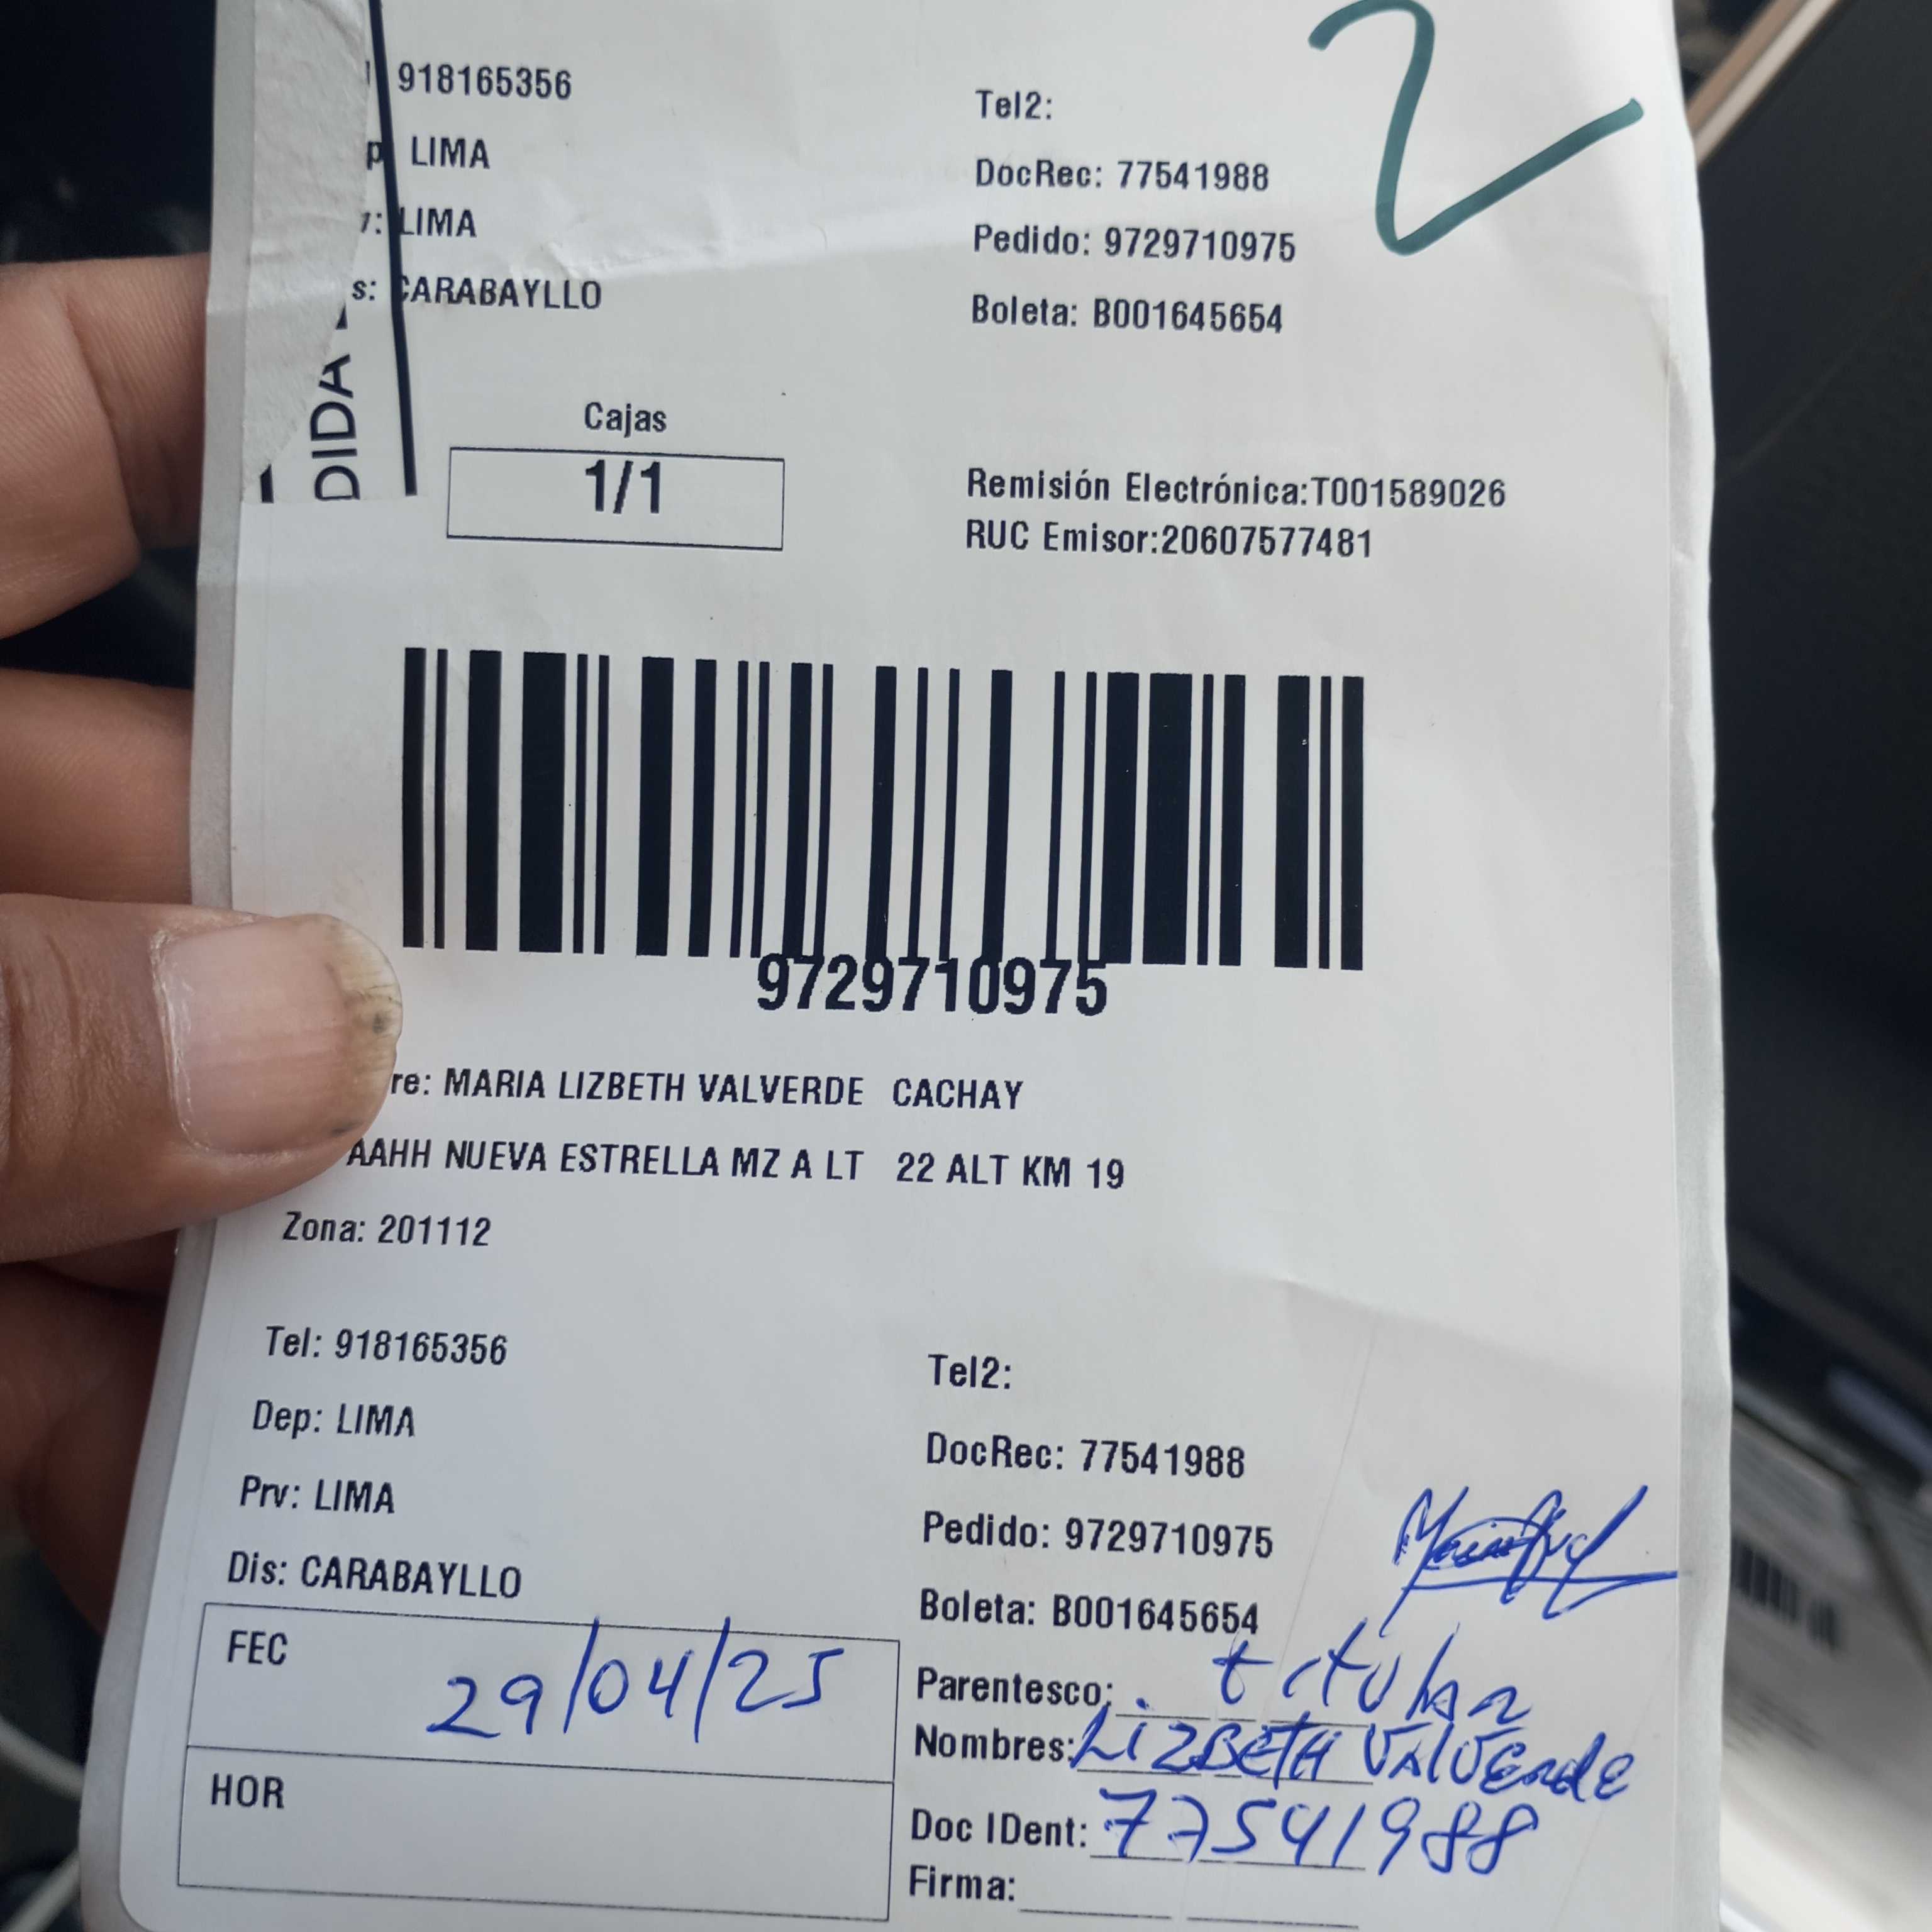 2
918165356
Tel2:
p LIMA
DocRec: 77541988
LIMA
Pedido: 9729710975
s: CARABAYLLO
Boleta: B001645654
DIDA
Cajas
1/1
Remisión Electrónica:T001589026
RUC Emisor:20607577481
9729710975
re: MARIA LIZBETH VALVERDE CACHAY
AAHH NUEVA ESTRELLA MZ A LT 22 ALT KM 19
Zona: 201112
Tel: 918165356
Tel2:
Dep: LIMA
DocRec: 77541988
Prv: LIMA
Pedido: 9729710975
Dis: CARABAYLLO
Boleta: B001645654
FEC 29/04/25
Parentesco: titular
Nombres: LIZBETH VALVERDE
HOR
Doc IDent: 77541988
Firma: